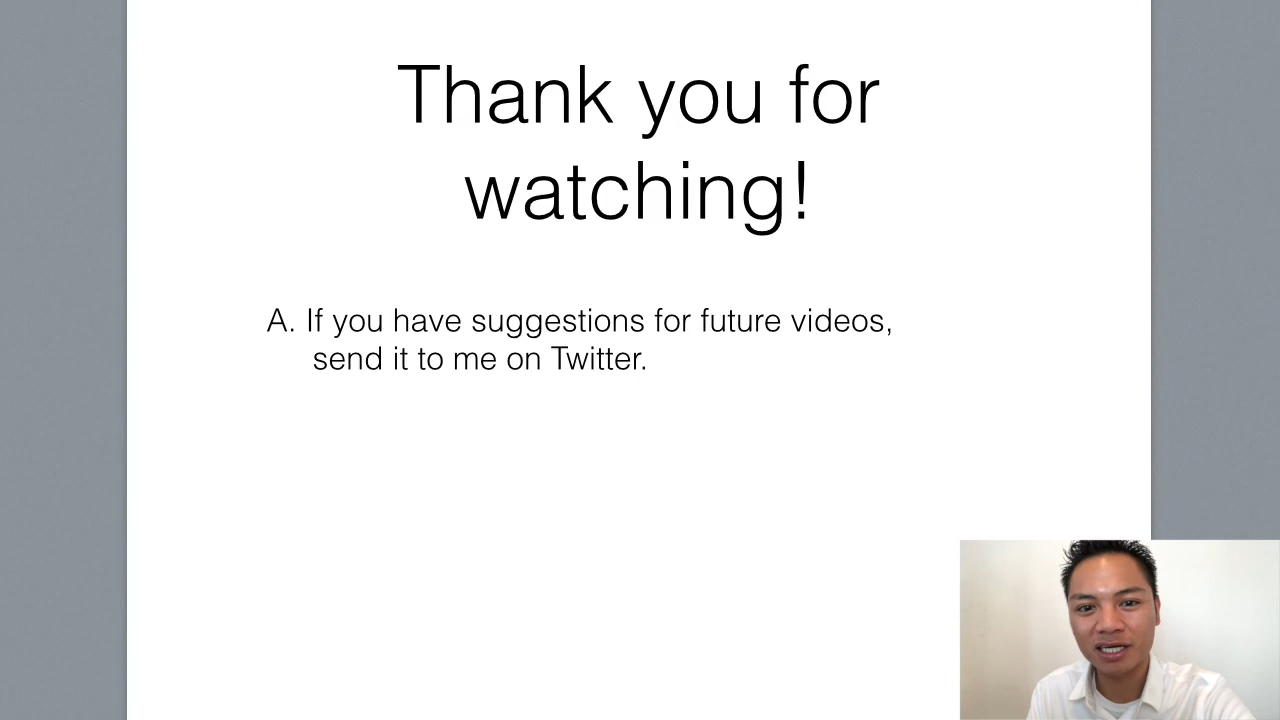 Thank you for
watching!
A. If you have suggestions for future videos,
send it to me on Twitter.